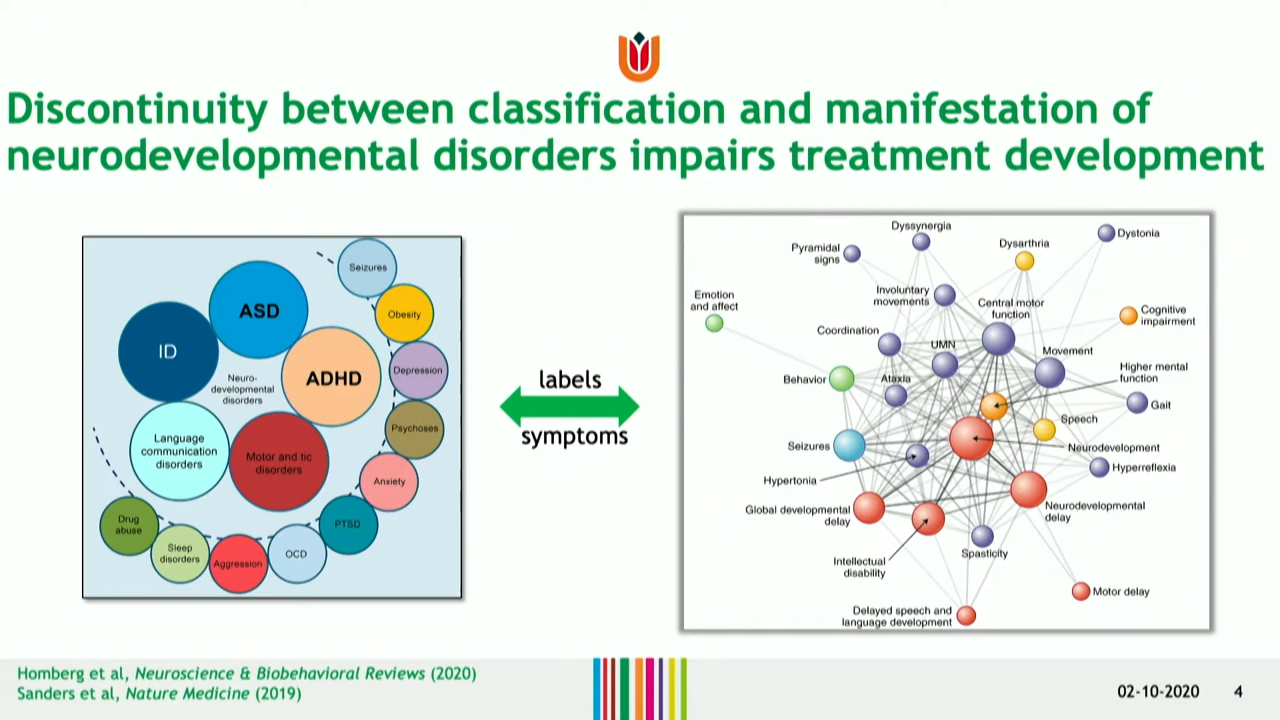 Discontinuity between classification and manifestation of
neurodevelopmental disorders impairs treatment development
Seizures
Obesity
Depression
Psychoses
Anxiety
PTSD
OCD
Aggression
Sleep
disorders
Drug
abuse
ASD
ID
ADHD
Neuro-
developmental
disorders
Language
communication
disorders
Motor and tic
disorders
labels
symptoms
Dyssynergia
Dystonia
Pyramidal
signs
Dysarthria
Emotion
and affect
Involuntary
movements
Central motor
function
Cognitive
impairment
Coordination
UMN
Movement
Higher mental
function
Behavior
Ataxia
Gait
Speech
Seizures
Neurodevelopment
Hyperreflexia
Hypertonia
Global developmental
delay
Neurodevelopmental
delay
Intellectual
disability
Spasticity
Motor delay
Delayed speech and
language development
Homberg et al, Neuroscience & Biobehavioral Reviews (2020)
Sanders et al, Nature Medicine (2019)
02-10-2020
4